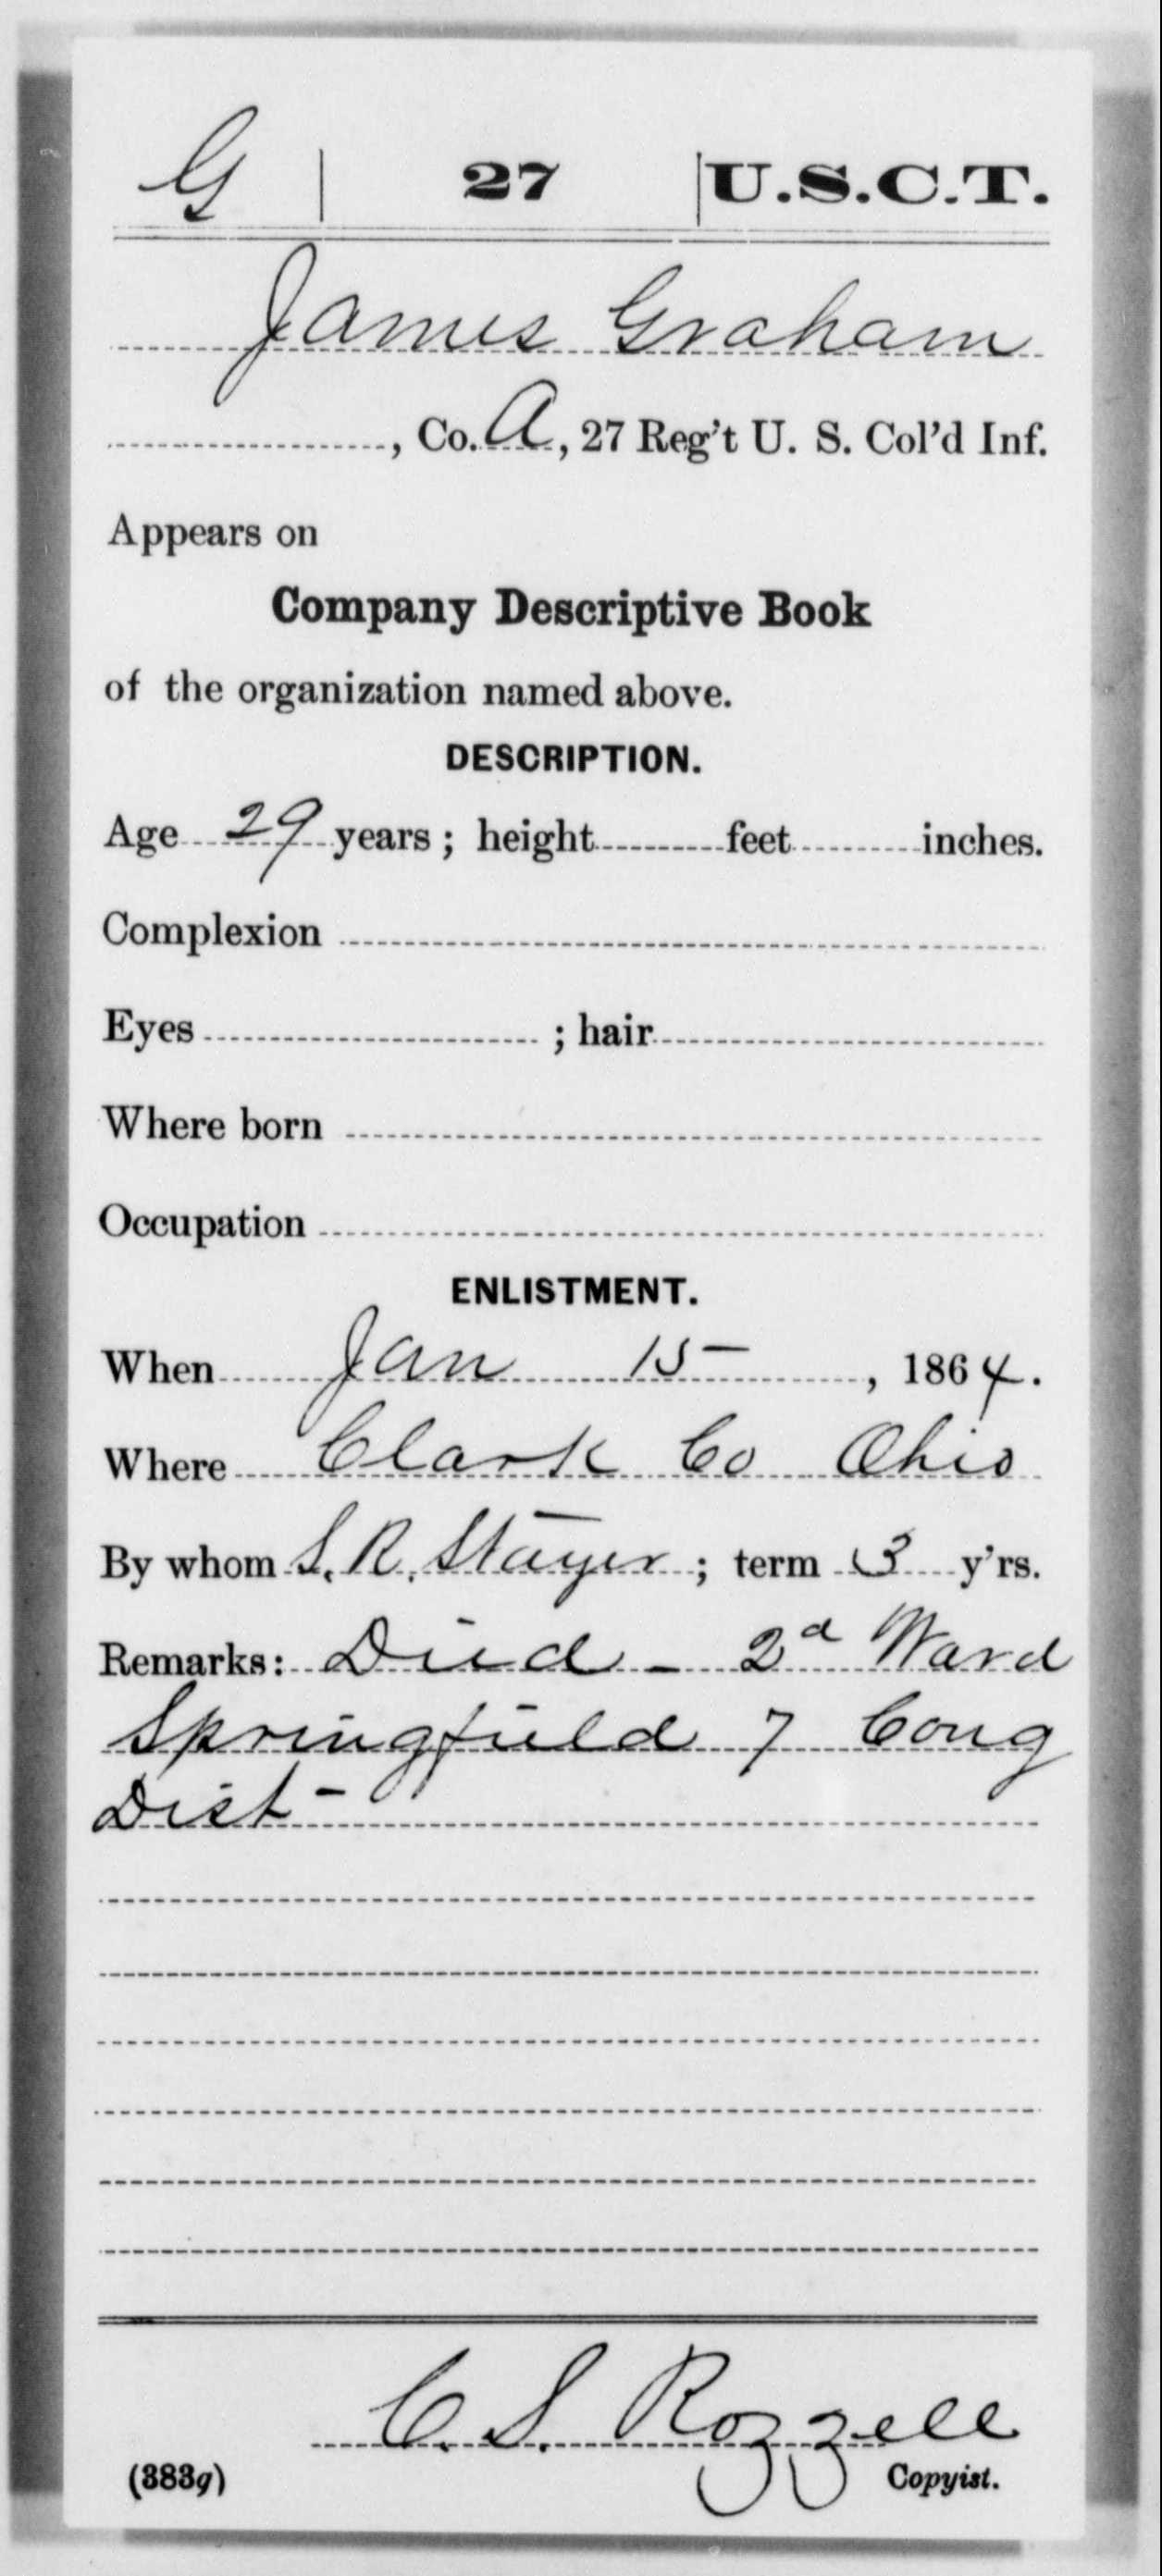 G | 27 | U.S.C.T.
James Graham
, Co. A, 27 Reg't U. S. Col'd Inf.
Appears on
Company Descriptive Book
of the organization named above.
DESCRIPTION.
Age 29 years; height feet inches.
Complexion
Eyes ; hair
Where born
Occupation
ENLISTMENT.
When Jan 15, 1864.
Where Clark Co Ohio
By whom S. R. Stayer; term 3 y'rs.
Remarks: Died - 2d Ward
Springfield 7 Cong
Dist -
C. S. Rozzell
(383g) Copyist.